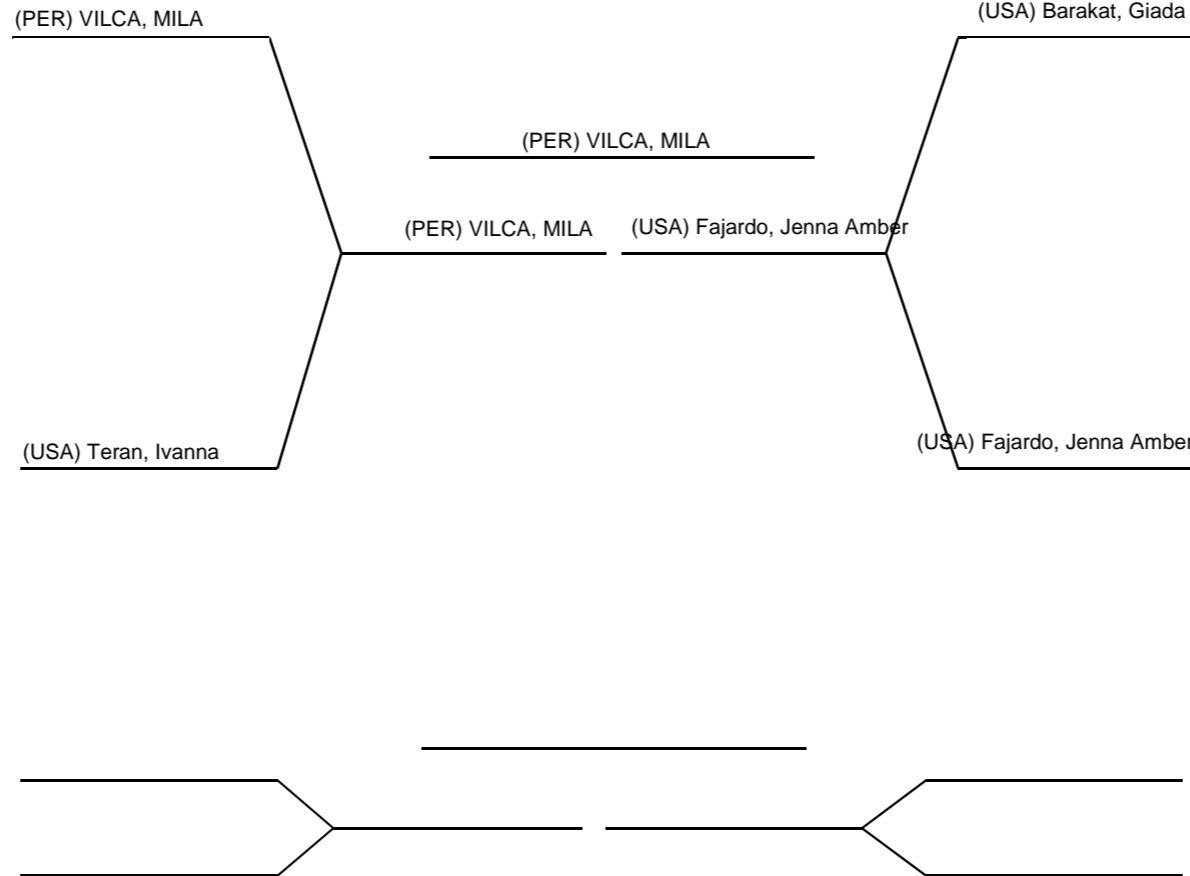 (PER) VILCA, MILA
(USA) Barakat, Giada
(PER) VILCA, MILA
(PER) VILCA, MILA
(USA) Fajardo, Jenna Amber
(USA) Teran, Ivanna
(USA) Fajardo, Jenna Amber